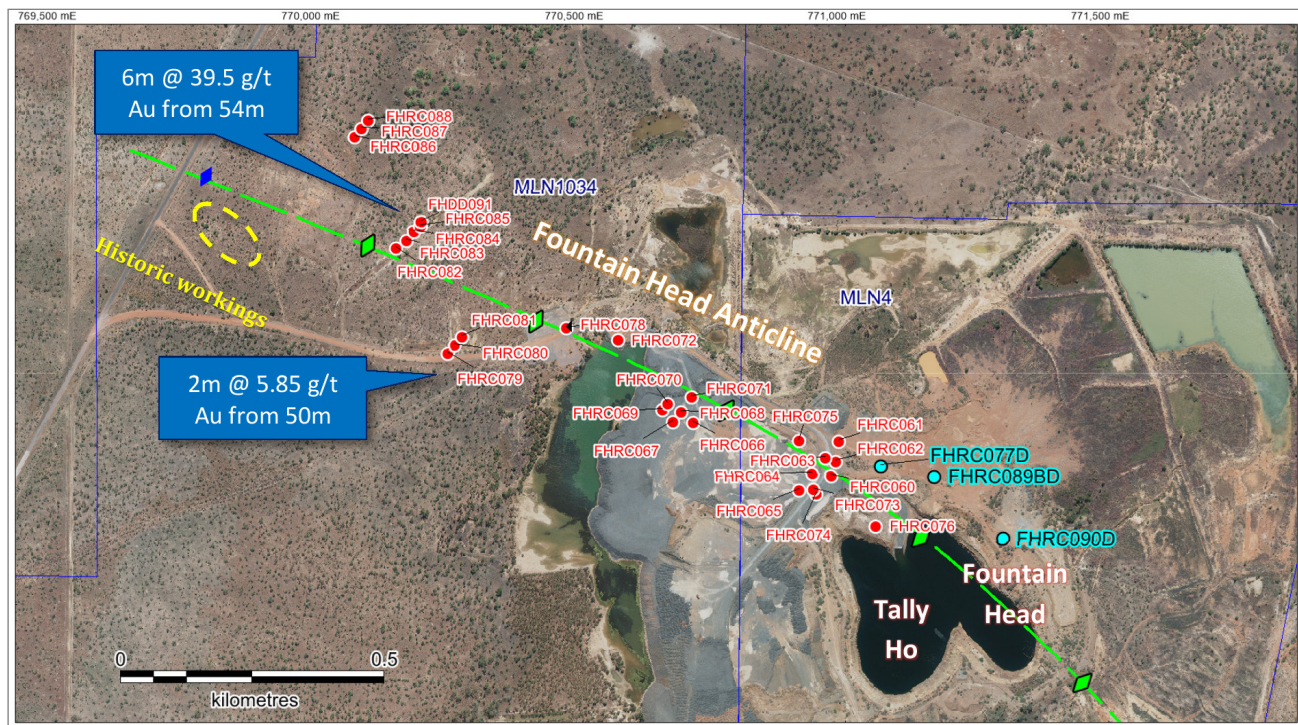 769,500 mE
770,000 mE
770,500 mE
771,000 mE
771,500 mE
6m @ 39.5 g/t
Au from 54m
FHRC088
FHRC087
FHRC086
MLN1034
FHDD091
FHRC085
FHRC084
FHRC083
FHRC082
Historic workings
Fountain Head Anticline
MLN4
FHRC081
FHRC080
FHRC079
2m @ 5.85 g/t
Au from 50m
FHRC078
FHRC072
FHRC070
FHRC071
FHRC069
FHRC068
FHRC067
FHRC066
FHRC075
FHRC061
FHRC063
FHRC062
FHRC064
FHRC060
FHRC065
FHRC073
FHRC074
FHRC076
FHRC077D
FHRC089BD
FHRC090D
Tally
Ho
Fountain
Head
0
0.5
kilometres